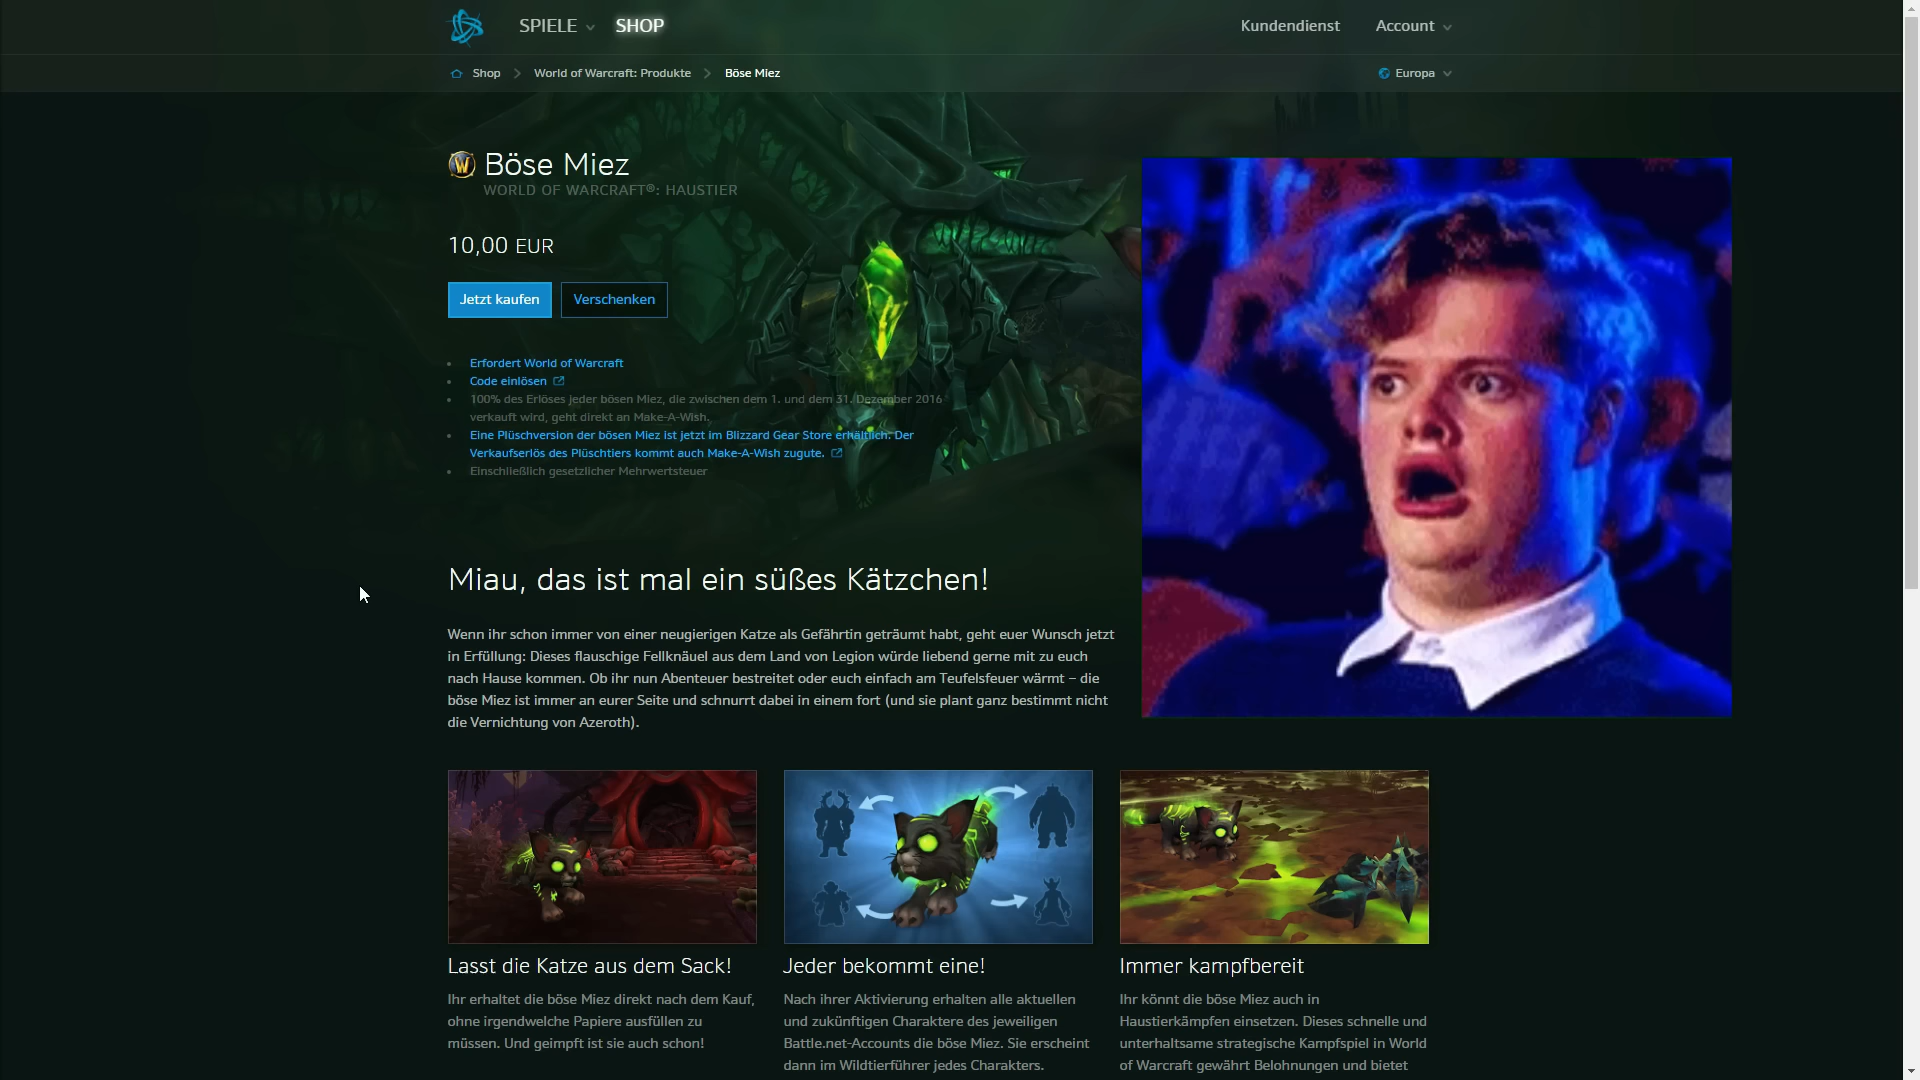 SPIELE
SHOP
Kundendienst
Account
Shop
World of Warcraft: Produkte
Böse Miez
Europa
Böse Miez
WORLD OF WARCRAFT®: HAUSTIER
10,00 EUR
Jetzt kaufen
Verschenken
Erfordert World of Warcraft
Code einlösen
100% des Erlöses jeder bösen Miez, die zwischen dem 1. und dem 31. Dezember 2016
verkauft wird, geht direkt an Make-A-Wish.
Eine Plüschversion der bösen Miez ist jetzt im Blizzard Gear Store erhältlich. Der
Verkaufserlös des Plüschtiers kommt auch Make-A-Wish zugute.
Einschließlich gesetzlicher Mehrwertsteuer
Miau, das ist mal ein süßes Kätzchen!
Wenn ihr schon immer von einer neugierigen Katze als Gefährtin geträumt habt, geht euer Wunsch jetzt
in Erfüllung: Dieses flauschige Fellknäuel aus dem Land von Legion würde liebend gerne mit zu euch
nach Hause kommen. Ob ihr nun Abenteuer bestreitet oder euch einfach am Teufelsfeuer wärmt – die
böse Miez ist immer an eurer Seite und schnurrt dabei in einem fort (und sie plant ganz bestimmt nicht
die Vernichtung von Azeroth).
Lasst die Katze aus dem Sack!
Ihr erhaltet die böse Miez direkt nach dem Kauf,
ohne irgendwelche Papiere ausfüllen zu
müssen. Und geimpft ist sie auch schon!
Jeder bekommt eine!
Nach ihrer Aktivierung erhalten alle aktuellen
und zukünftigen Charaktere des jeweiligen
Battle.net-Accounts die böse Miez. Sie erscheint
dann im Wildtierführer jedes Charakters.
Immer kampfbereit
Ihr könnt die böse Miez auch in
Haustierkämpfen einsetzen. Dieses schnelle und
unterhaltsame strategische Kampfspiel in World
of Warcraft gewährt Belohnungen und bietet